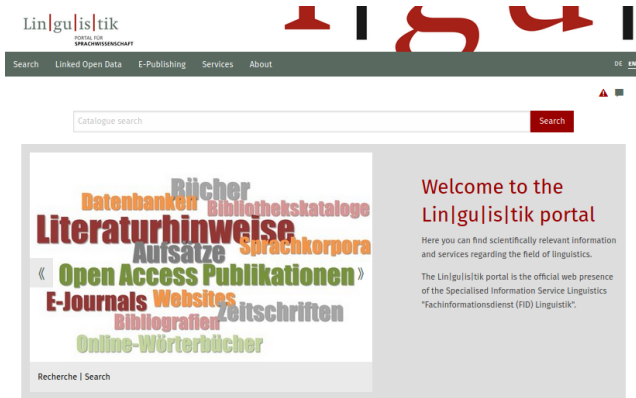 Lin|gu|is|tik
PORTAL FÜR
SPRACHWISSENSCHAFT
Search Linked Open Data E-Publishing Services About DE EN
Catalogue search Search
Bücher
Datenbanken
Bibliothekskataloge
Literaturhinweise
Aufsätze Sprachkorpora
« Open Access Publikationen »
E-Journals Websites Zeitschriften
Bibliografien
Online-Wörterbücher
Recherche | Search
Welcome to the
Lin|gu|is|tik portal
Here you can find scientifically relevant information
and services regarding the field of linguistics.
The Lin|gu|is|tik portal is the official web presence
of the Specialised Information Service Linguistics
"Fachinformationsdienst (FID) Linguistik".